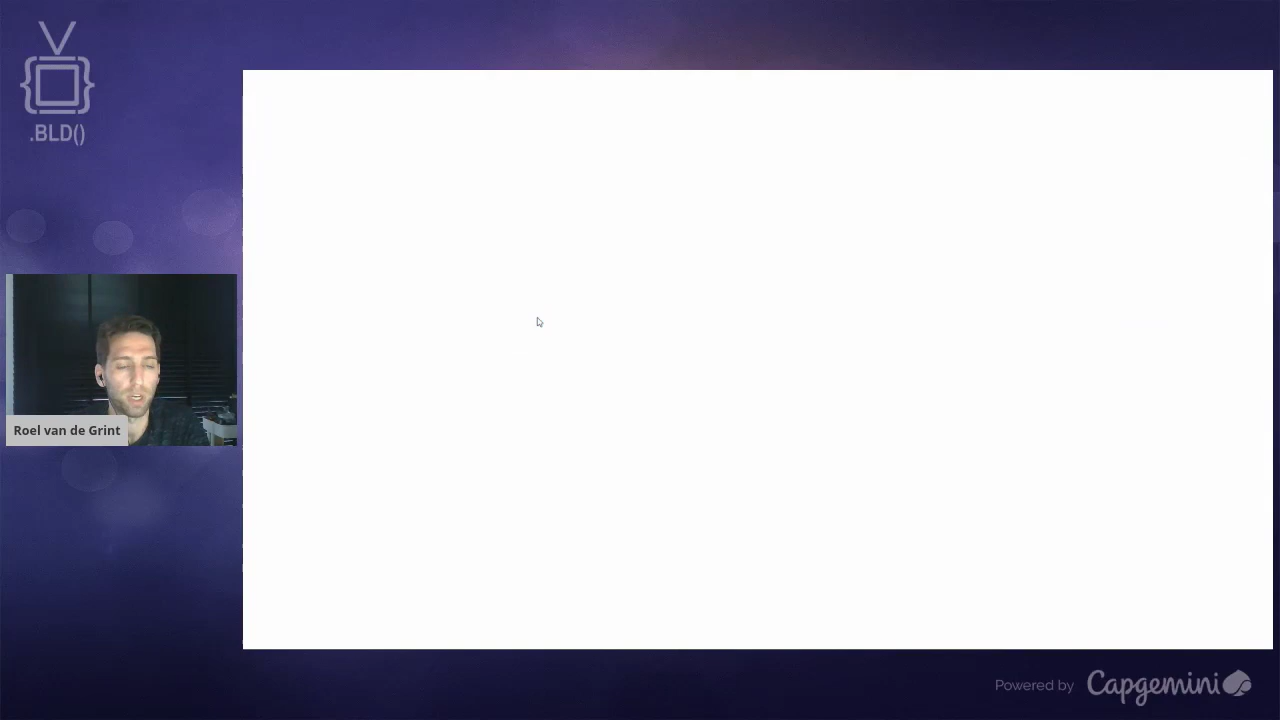 .BLD()
Roel van de Grint
Powered by Capgemini